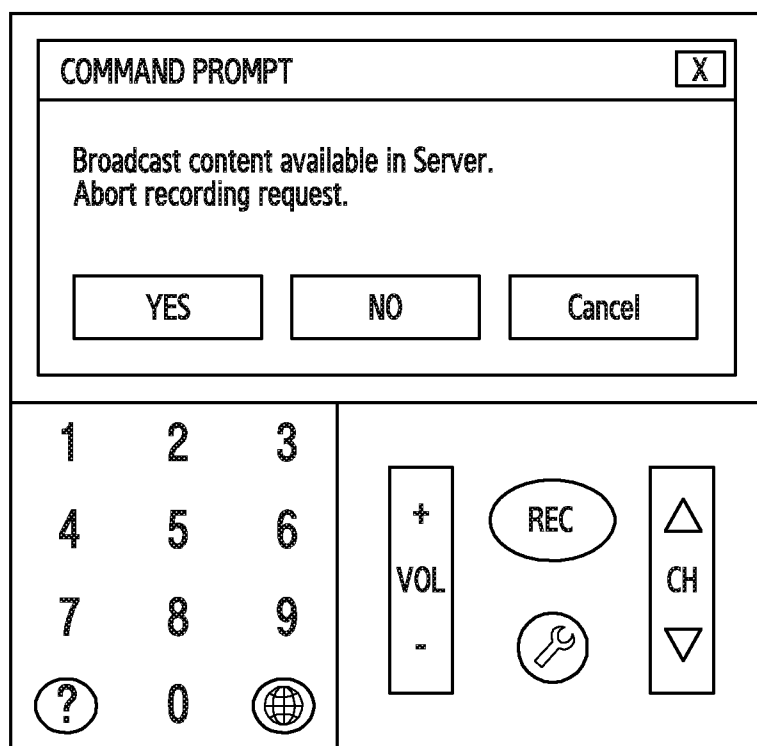 COMMAND PROMPT X
Broadcast content available in Server.
Abort recording request.
YES NO Cancel
1 2 3
4 5 6
7 8 9
? 0
+
VOL
-
REC
CH